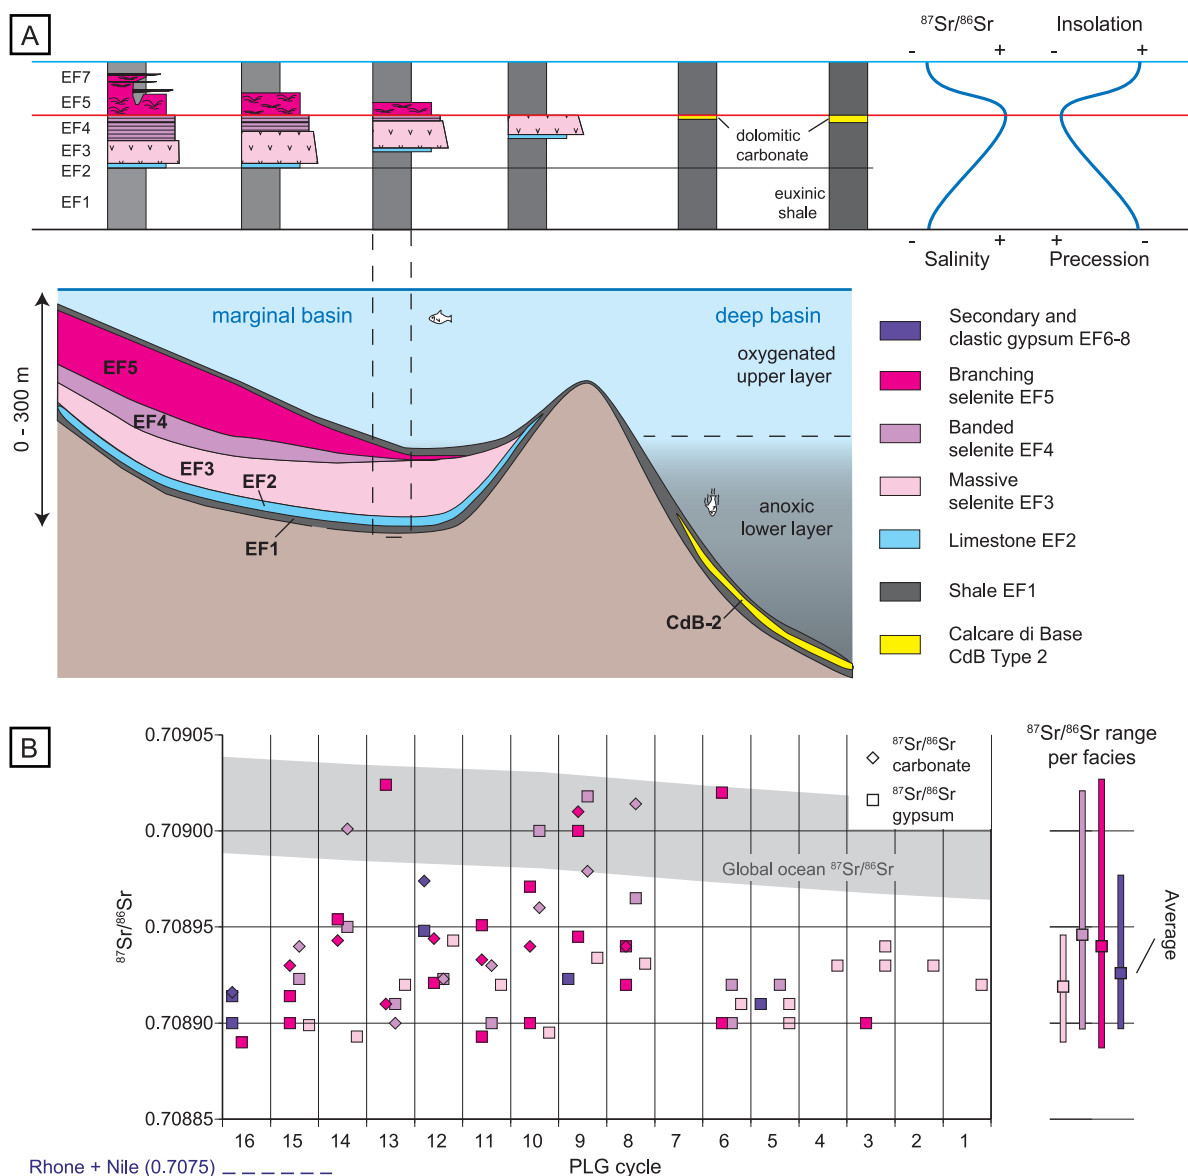 A
87Sr/86Sr
Insolation
- + - +
EF7
EF5
EF4
EF3
EF2
EF1
dolomitic
carbonate
euxinic
shale
- + + -
Salinity
Precession
0 - 300 m
marginal basin
deep basin
oxygenated
upper layer
anoxic
lower layer
EF5
EF4
EF3
EF2
EF1
CdB-2
Secondary and
clastic gypsum EF6-8
Branching
selenite EF5
Banded
selenite EF4
Massive
selenite EF3
Limestone EF2
Shale EF1
Calcare di Base
CdB Type 2
B
87Sr/86Sr
0.70905
0.70900
0.70895
0.70890
0.70885
87Sr/86Sr
carbonate
87Sr/86Sr
gypsum
Global ocean 87Sr/86Sr
87Sr/86Sr range
per facies
Average
16 15 14 13 12 11 10 9 8 7 6 5 4 3 2 1
PLG cycle
Rhone + Nile (0.7075)